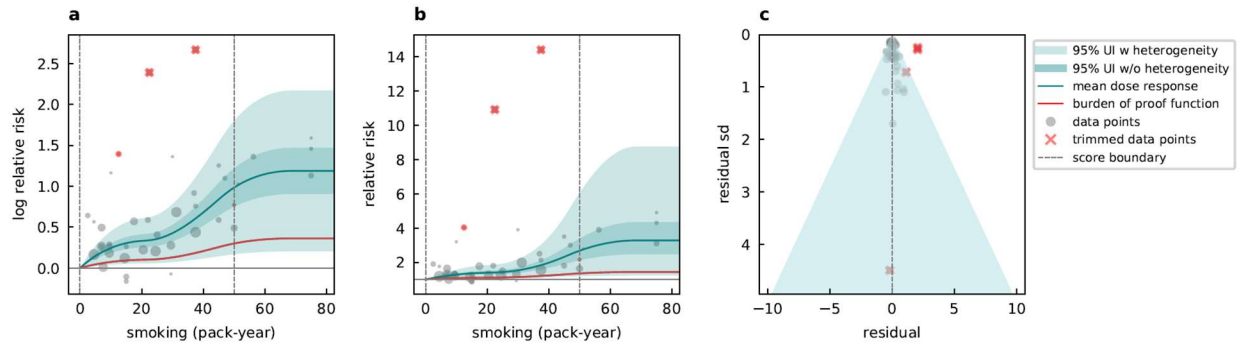 a
2.5
2.0
1.5
1.0
0.5
0.0
log relative risk
0 20 40 60 80
smoking (pack-year)
b
14
12
10
8
6
4
2
relative risk
0 20 40 60 80
smoking (pack-year)
c
0
1
2
3
4
residual sd
−10 −5 0 5 10
residual
95% UI w heterogeneity
95% UI w/o heterogeneity
mean dose response
burden of proof function
data points
trimmed data points
score boundary